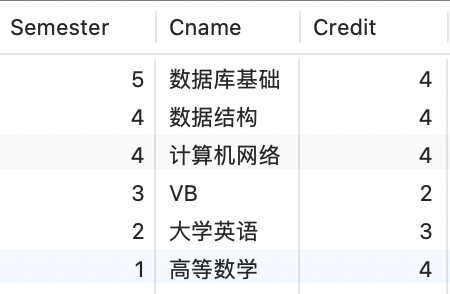 Semester Cname Credit
5 数据库基础 4
4 数据结构 4
4 计算机网络 4
3 VB 2
2 大学英语 3
1 高等数学 4